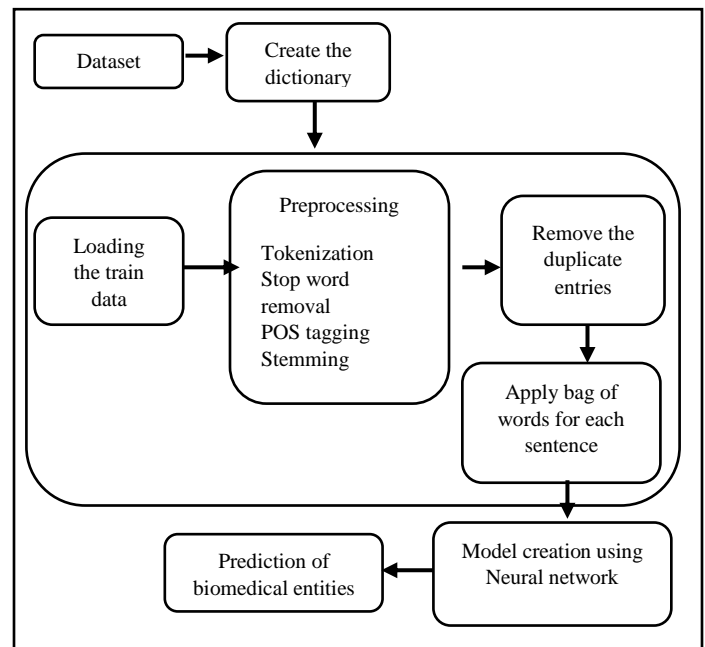 Dataset
Create the
dictionary
Loading
the train
data
Preprocessing
Tokenization
Stop word
removal
POS tagging
Stemming
Remove the
duplicate
entries
Apply bag of
words for each
sentence
Model creation using
Neural network
Prediction of
biomedical entities